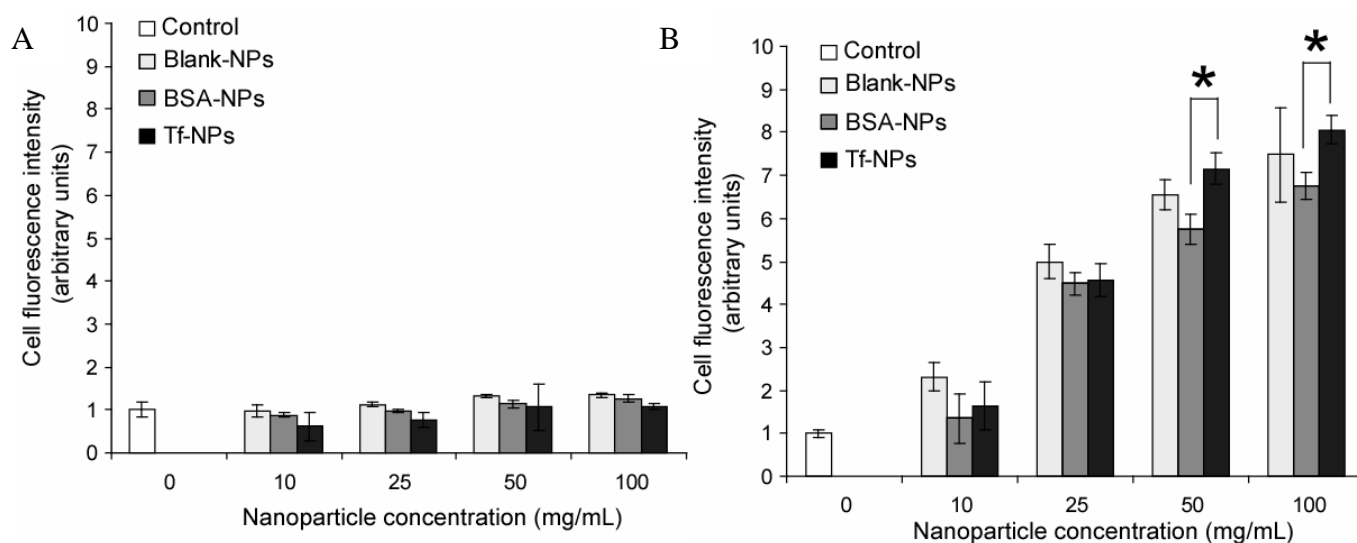 A
Cell fluorescence intensity
(arbitrary units)
10
9
8
7
6
5
4
3
2
1
0
Control
Blank-NPs
BSA-NPs
Tf-NPs
0 10 25 50 100
Nanoparticle concentration (mg/mL)
B
Cell fluorescence intensity
(arbitrary units)
10
9
8
7
6
5
4
3
2
1
0
Control
Blank-NPs
BSA-NPs
Tf-NPs
*
*
0 10 25 50 100
Nanoparticle concentration (mg/mL)